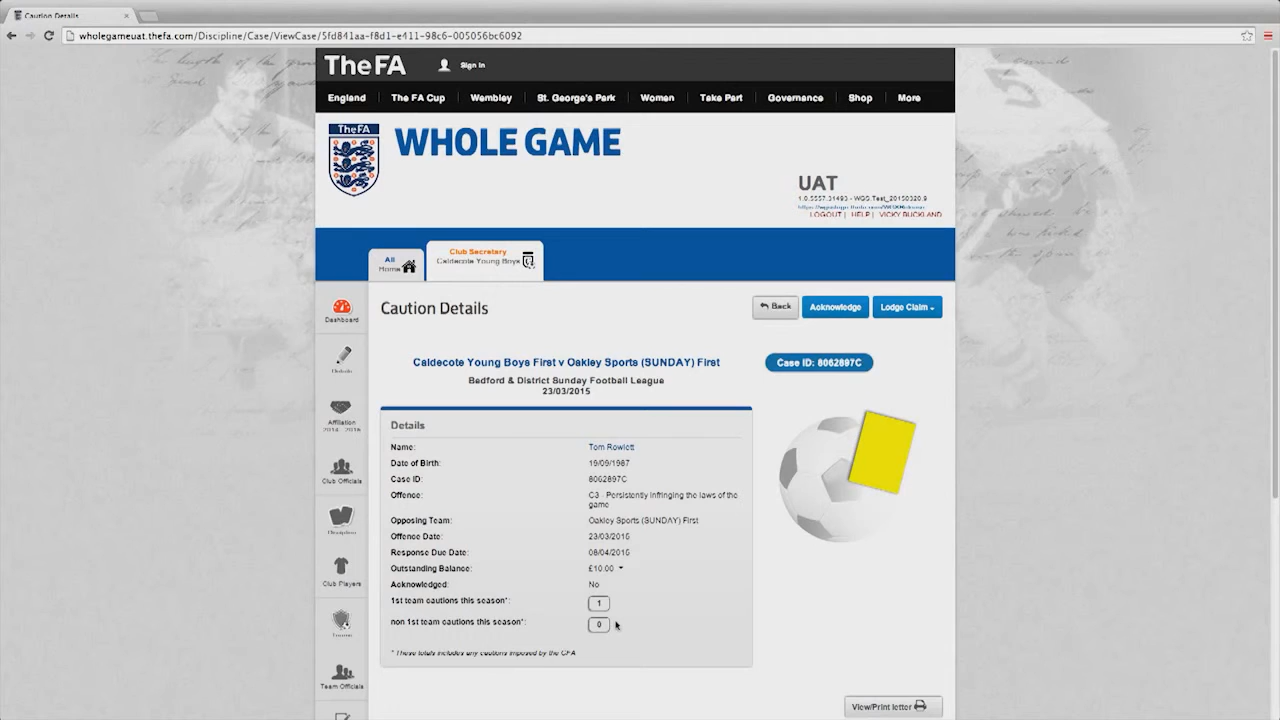 Caution Details
wholegameuat.thefa.com/Discipline/Case/ViewCase/5fd841aa-f8d1-e411-98c6-005056bc6092
TheFA
Sign In
England
The FA Cup
Wembley
St. George's Park
Women
Take Part
Governance
Shop
More
TheFA
WHOLE GAME
UAT
LOGOUT | HELP | VICKY BUCKLAND
All
Home
Club Secretary
Caldecote Young Boys
Dashboard
Affiliation
Club Officials
Discipline
Club Players
Teams
Team Officials
Caution Details
Back
Acknowledge
Lodge Claim
Caldecote Young Boys First v Oakley Sports (SUNDAY) First
Bedford & District Sunday Football League
23/03/2015
Case ID: 8062897C
Details
Name: Tom Rowlett
Date of Birth: 19/09/1987
Case ID: 8062897C
Offence: C3 - Persistently infringing the laws of the
game
Opposing Team: Oakley Sports (SUNDAY) First
Offence Date: 23/03/2015
Response Due Date: 08/04/2015
Outstanding Balance: £10.00
Acknowledged: No
1st team cautions this season*: 1
non 1st team cautions this season*: 0
* These totals includes any cautions imposed by the CFA
View/Print letter